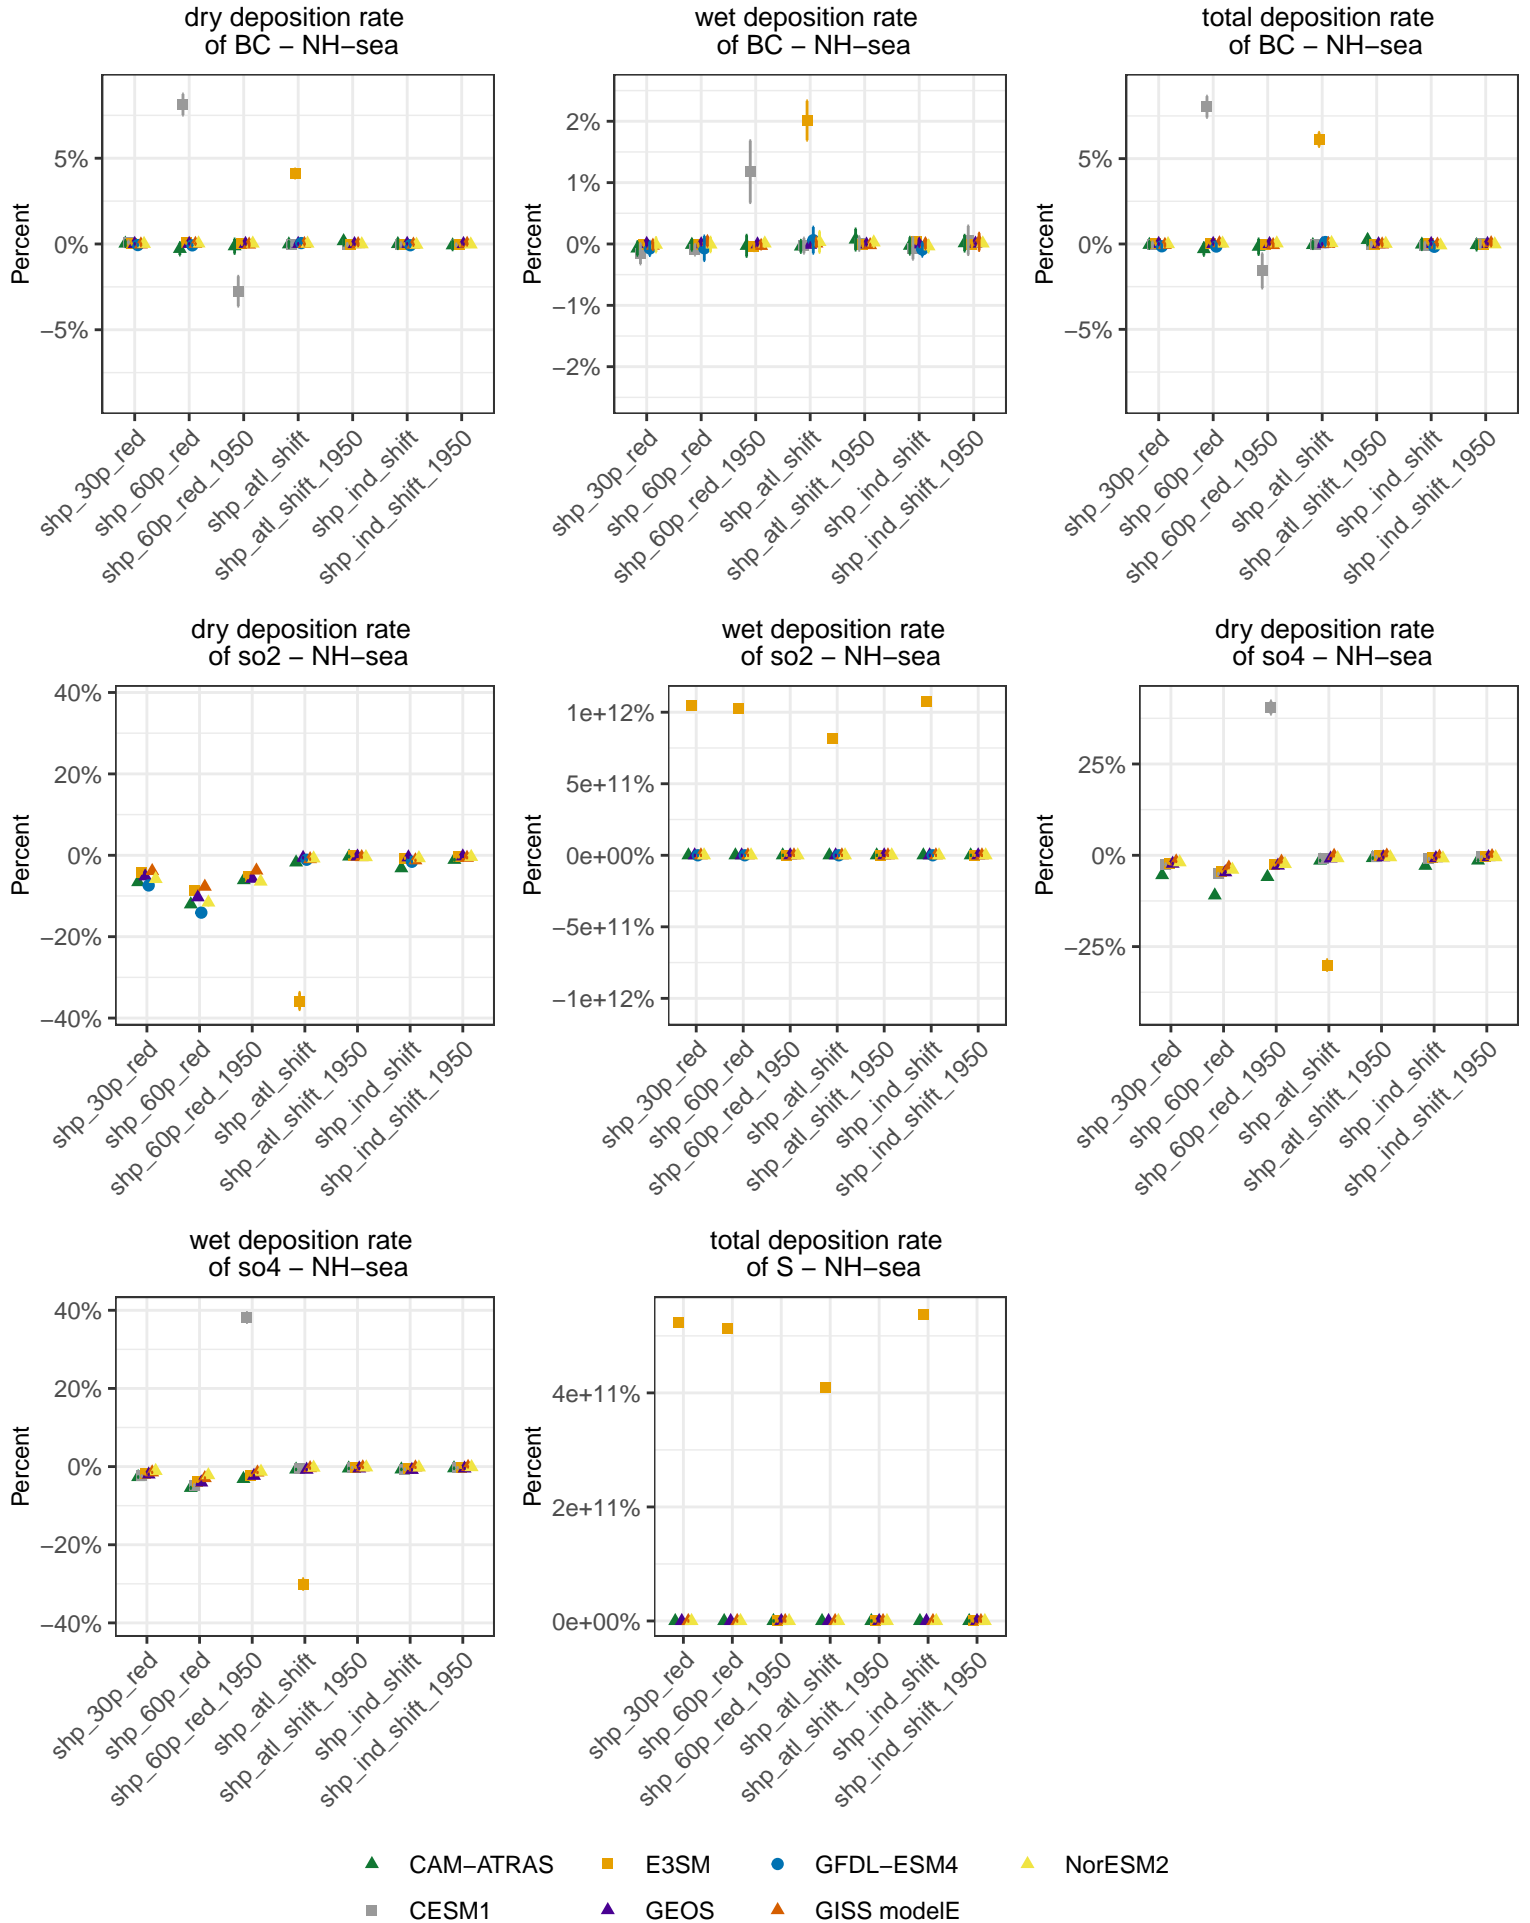 dry deposition rate
of BC − NH−sea
wet deposition rate
of BC − NH−sea
total deposition rate
of BC − NH−sea
Percent
5%
0%
−5%
shp_30p_red
shp_60p_red
shp_60p_red_1950
shp_atl_shift
shp_atl_shift_1950
shp_ind_shift
shp_ind_shift_1950
Percent
2%
1%
0%
−1%
−2%
shp_30p_red
shp_60p_red
shp_60p_red_1950
shp_atl_shift
shp_atl_shift_1950
shp_ind_shift
shp_ind_shift_1950
Percent
5%
0%
−5%
shp_30p_red
shp_60p_red
shp_60p_red_1950
shp_atl_shift
shp_atl_shift_1950
shp_ind_shift
shp_ind_shift_1950
dry deposition rate
of so2 − NH−sea
wet deposition rate
of so2 − NH−sea
dry deposition rate
of so4 − NH−sea
Percent
40%
20%
0%
−20%
−40%
shp_30p_red
shp_60p_red
shp_60p_red_1950
shp_atl_shift
shp_atl_shift_1950
shp_ind_shift
shp_ind_shift_1950
Percent
1e+12%
5e+11%
0e+00%
−5e+11%
−1e+12%
shp_30p_red
shp_60p_red
shp_60p_red_1950
shp_atl_shift
shp_atl_shift_1950
shp_ind_shift
shp_ind_shift_1950
Percent
25%
0%
−25%
shp_30p_red
shp_60p_red
shp_60p_red_1950
shp_atl_shift
shp_atl_shift_1950
shp_ind_shift
shp_ind_shift_1950
wet deposition rate
of so4 − NH−sea
total deposition rate
of S − NH−sea
Percent
40%
20%
0%
−20%
−40%
shp_30p_red
shp_60p_red
shp_60p_red_1950
shp_atl_shift
shp_atl_shift_1950
shp_ind_shift
shp_ind_shift_1950
Percent
4e+11%
2e+11%
0e+00%
shp_30p_red
shp_60p_red
shp_60p_red_1950
shp_atl_shift
shp_atl_shift_1950
shp_ind_shift
shp_ind_shift_1950
CAM−ATRAS
E3SM
GFDL−ESM4
NorESM2
CESM1
GEOS
GISS modelE